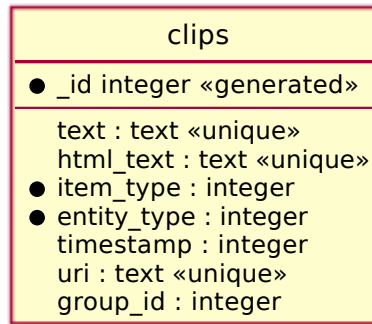 clips
● _id integer «generated»
text : text «unique»
html_text : text «unique»
● item_type : integer
● entity_type : integer
timestamp : integer
uri : text «unique»
group_id : integer